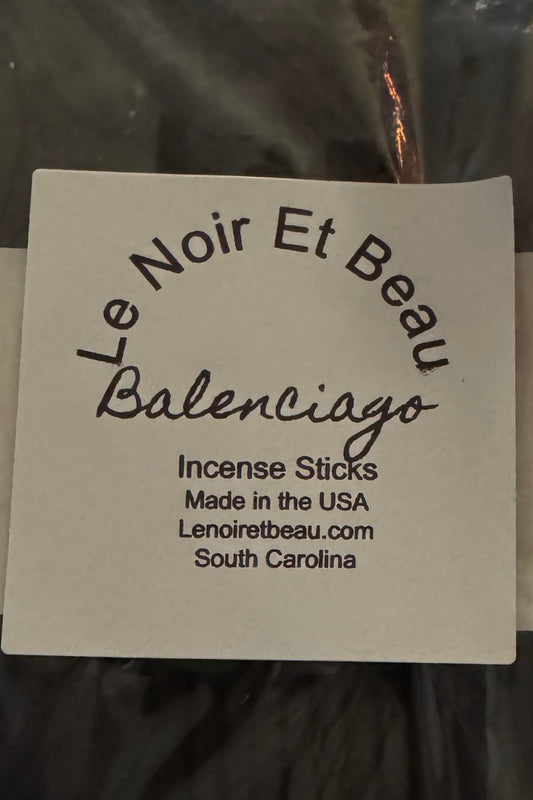 Le Noir Et Beau
Balenciago
Incense Sticks
Made in the USA
Lenoiretbeau.com
South Carolina